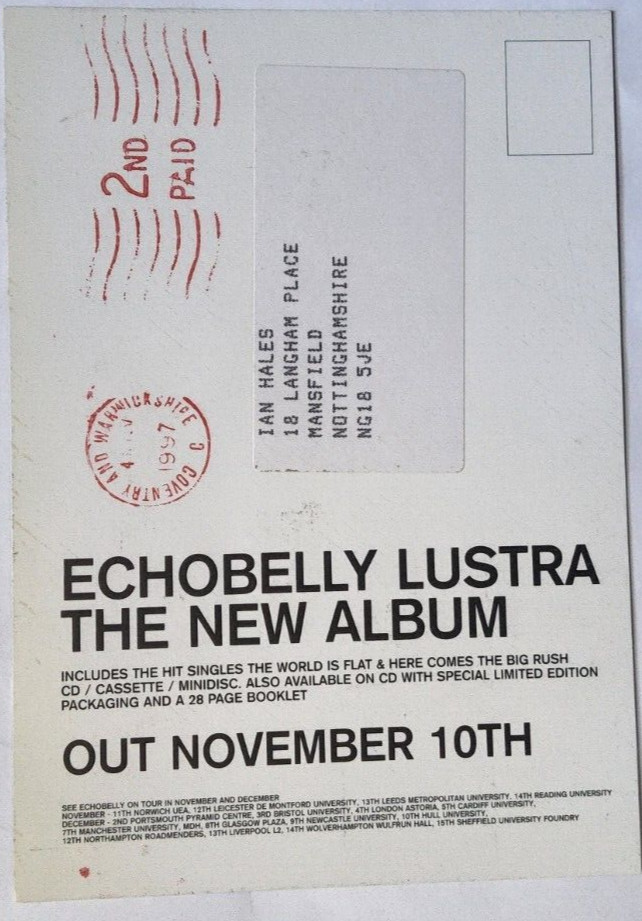 2ND
PAID
COVENTRY AND WARWICKSHIRE C
4
1997
IAN HALES
18 LANGHAM PLACE
MANSFIELD
NOTTINGHAMSHIRE
NG18 5JE
ECHOBELLY LUSTRA
THE NEW ALBUM
INCLUDES THE HIT SINGLES THE WORLD IS FLAT & HERE COMES THE BIG RUSH
CD / CASSETTE / MINIDISC. ALSO AVAILABLE ON CD WITH SPECIAL LIMITED EDITION
PACKAGING AND A 28 PAGE BOOKLET
OUT NOVEMBER 10TH
SEE ECHOBELLY ON TOUR IN NOVEMBER AND DECEMBER
NOVEMBER - 11TH NORWICH UEA, 12TH LEICESTER DE MONTFORD UNIVERSITY, 13TH LEEDS METROPOLITAN UNIVERSITY, 14TH READING UNIVERSITY
DECEMBER - 2ND PORTSMOUTH PYRAMID CENTRE, 3RD BRISTOL UNIVERSITY, 4TH LONDON ASTORIA, 5TH CARDIFF UNIVERSITY,
7TH MANCHESTER UNIVERSITY, MDH, 8TH GLASGOW PLAZA, 9TH NEWCASTLE UNIVERSITY, 10TH HULL UNIVERSITY,
12TH NORTHAMPTON ROADMENDERS, 13TH LIVERPOOL L2, 14TH WOLVERHAMPTON WULFRUN HALL, 15TH SHEFFIELD UNIVERSITY FOUNDRY